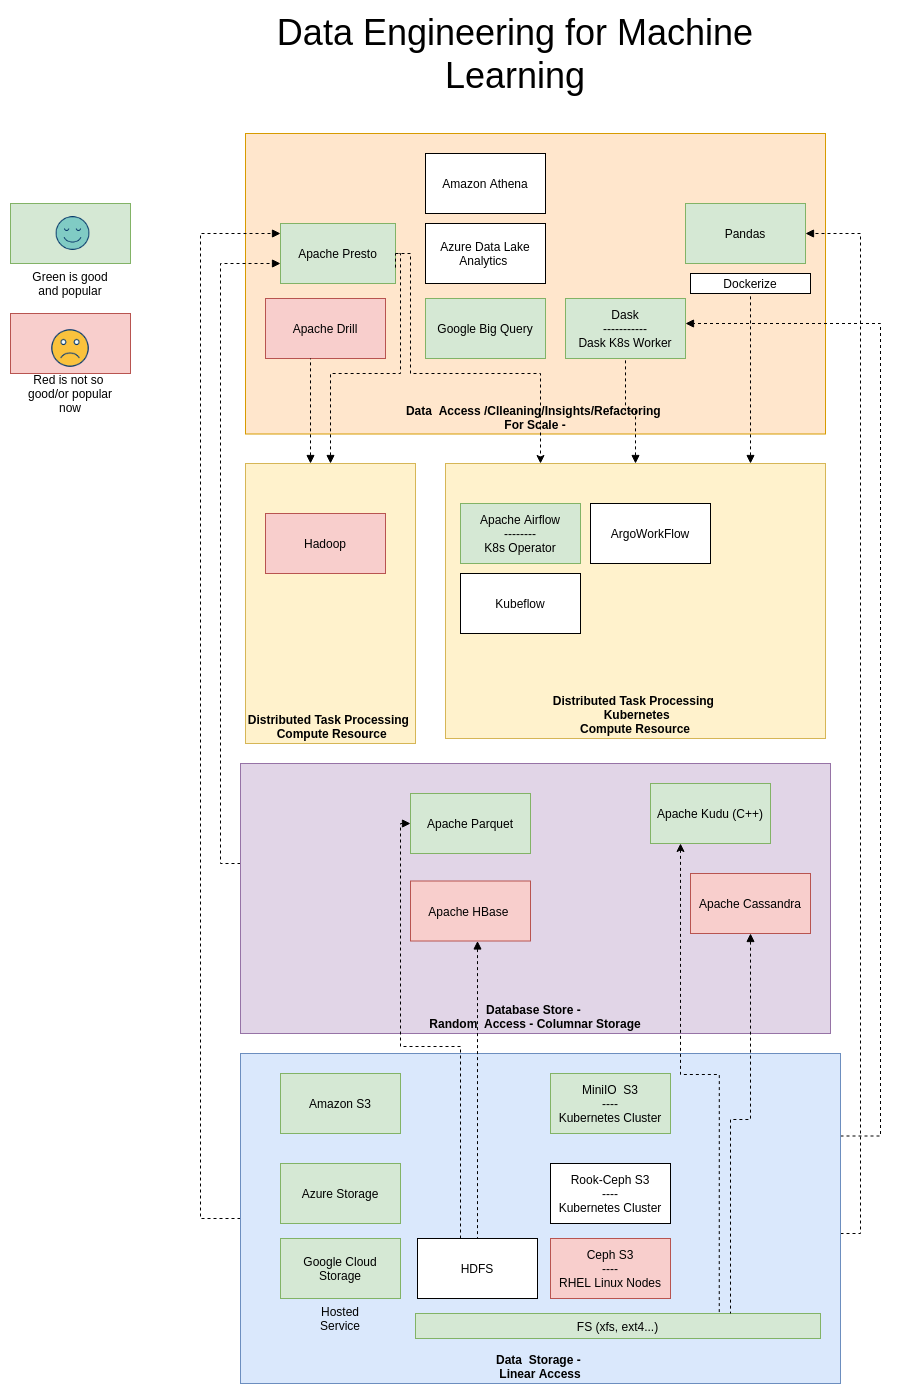 Data Engineering for Machine
Learning
Green is good
and popular
Red is not so
good/or popular
now
Amazon Athena
Apache Presto
Azure Data Lake
Analytics
Pandas
Dockerize
Apache Drill
Google Big Query
Dask
-----------
Dask K8s Worker
Data  Access /Clleaning/Insights/Refactoring
For Scale -
Hadoop
Distributed Task Processing
Compute Resource
Apache Airflow
--------
K8s Operator
ArgoWorkFlow
Kubeflow
Distributed Task Processing
Kubernetes
Compute Resource
Apache Parquet
Apache Kudu (C++)
Apache HBase
Apache Cassandra
Database Store -
Random  Access - Columnar Storage
Amazon S3
MiniIO  S3
----
Kubernetes Cluster
Azure Storage
Rook-Ceph S3
----
Kubernetes Cluster
Google Cloud
Storage
HDFS
Ceph S3
----
RHEL Linux Nodes
Hosted
Service
FS (xfs, ext4...)
Data  Storage -
Linear Access